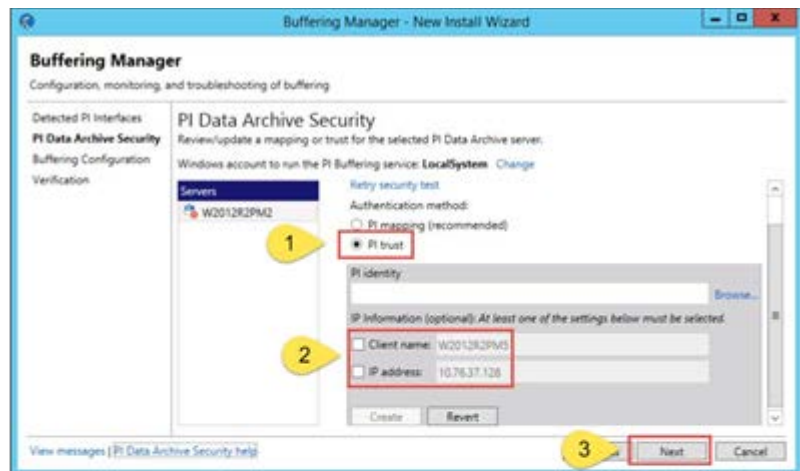 Buffering Manager - New Install Wizard
Buffering Manager
Configuration, monitoring, and troubleshooting of buffering
Detected PI Interfaces
PI Data Archive Security
Buffering Configuration
Verification
PI Data Archive Security
Review/update a mapping or trust for the selected PI Data Archive server.
Windows account to run the PI Buffering service: LocalSystem Change
Servers
W2012R2PM2
Retry security test
Authentication method:
PI mapping (recommended)
1
PI trust
PI identity
Browse...
IP Information (optional): At least one of the settings below must be selected.
2
Client name: W2012R2PM5
IP address: 10.76.37.128
Create Revert
View messages | PI Data Archive Security help
3
Next Cancel